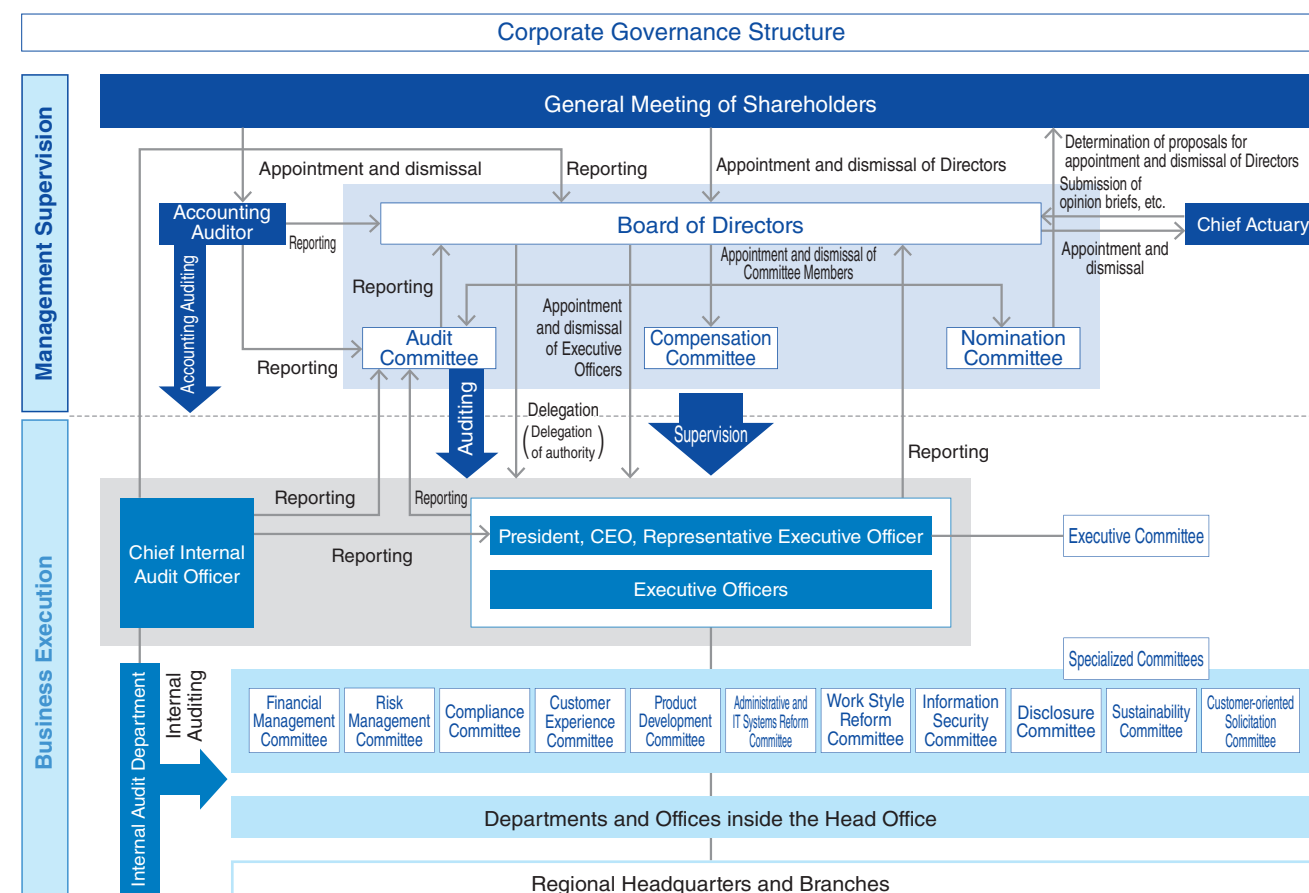 Corporate Governance Structure
Management Supervision
General Meeting of Shareholders
Appointment and dismissal
Reporting
Appointment and dismissal of Directors
Determination of proposals for
appointment and dismissal of Directors
Submission of
opinion briefs, etc.
Accounting
Auditor
Reporting
Board of Directors
Chief Actuary
Appointment and
dismissal
Appointment and dismissal of
Committee Members
Reporting
Accounting Auditing
Appointment
and dismissal
of Executive
Officers
Audit
Committee
Compensation
Committee
Nomination
Committee
Reporting
Auditing
Delegation
(Delegation
of authority)
Supervision
Reporting
Business Execution
Reporting
Reporting
Chief Internal
Audit Officer
Reporting
President, CEO, Representative Executive Officer
Executive Committee
Executive Officers
Specialized Committees
Internal Audit Department
Internal
Auditing
Financial
Management
Committee
Risk
Management
Committee
Compliance
Committee
Customer
Experience
Committee
Product
Development
Committee
Administrative and
IT Systems Reform
Committee
Work Style
Reform
Committee
Information
Security
Committee
Disclosure
Committee
Sustainability
Committee
Customer-oriented
Solicitation
Committee
Departments and Offices inside the Head Office
Regional Headquarters and Branches